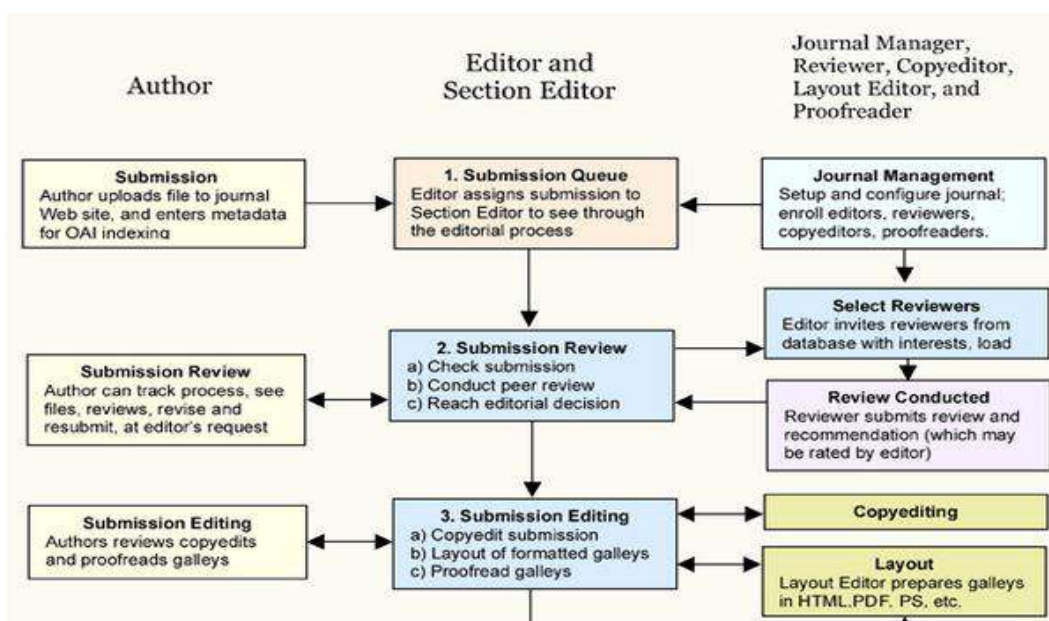 Author
Editor and
Section Editor
Journal Manager,
Reviewer, Copyeditor,
Layout Editor, and
Proofreader
Submission
Author uploads file to journal
Web site, and enters metadata
for OAI indexing
1. Submission Queue
Editor assigns submission to
Section Editor to see through
the editorial process
Journal Management
Setup and configure journal;
enroll editors, reviewers,
copyeditors, proofreaders.
Select Reviewers
Editor invites reviewers from
database with interests, load
Submission Review
Author can track process, see
files, reviews, revise and
resubmit, at editor's request
2. Submission Review
a) Check submission
b) Conduct peer review
c) Reach editorial decision
Review Conducted
Reviewer submits review and
recommendation (which may
be rated by editor)
Submission Editing
Authors reviews copyedits
and proofreads galleys
3. Submission Editing
a) Copyedit submission
b) Layout of formatted galleys
c) Proofread galleys
Copyediting
Layout
Layout Editor prepares galleys
in HTML.PDF. PS, etc.